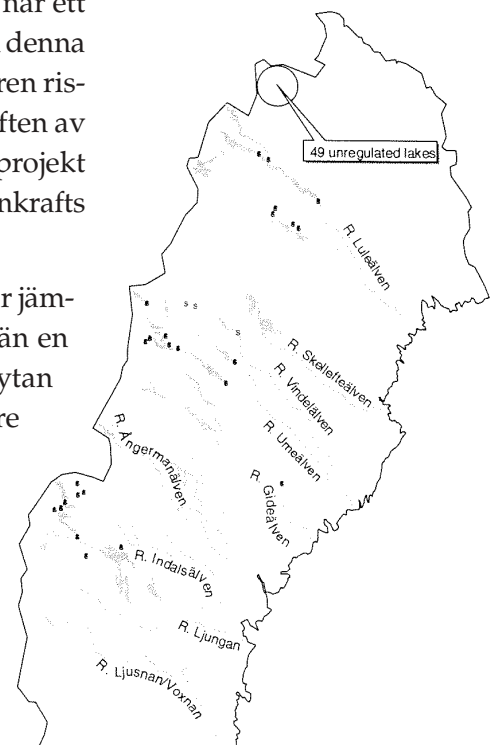 når ett
denna
ren ris-
ften av
projekt
nkrafts
r jäm-
än en
ytan
re
49 unregulated lakes
R. Luleälven
s s
s
R. Skellefteälven
R. Vindelälven
R. Umeälven
R. Ångermanälven
R. Gideälven
R. Indalsälven
R. Ljungan
R. Ljusnan/Voxnan